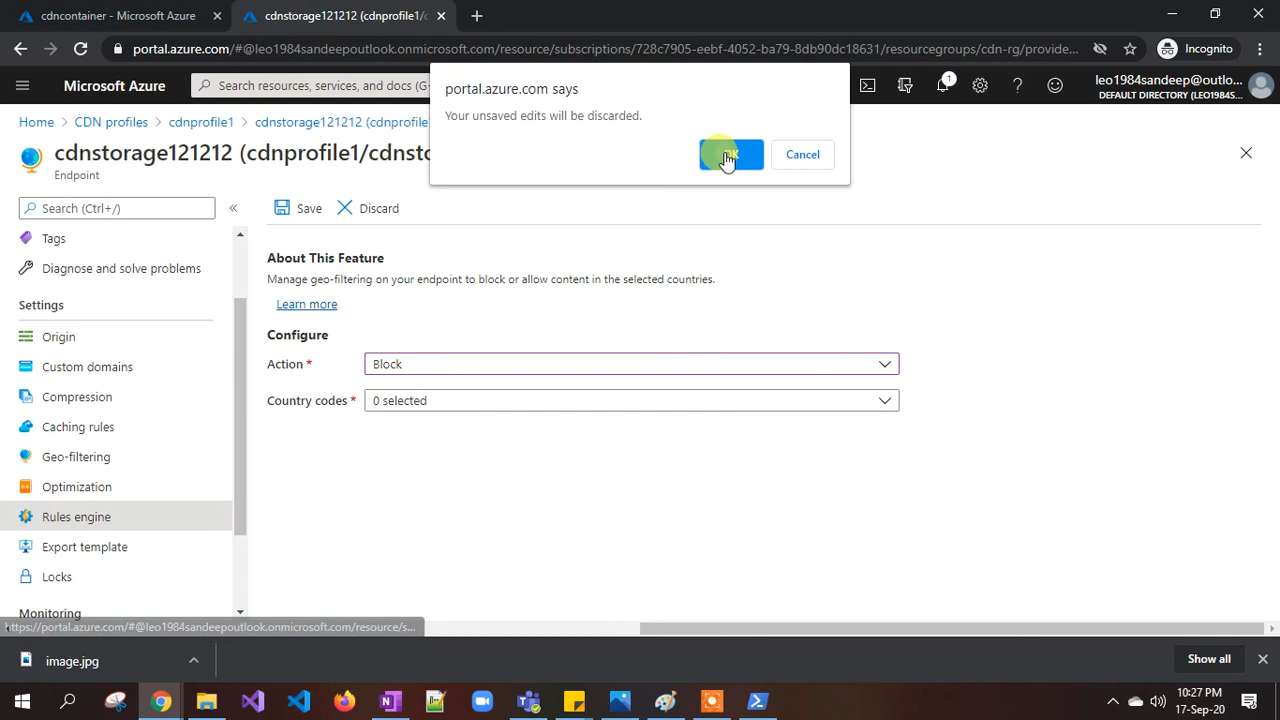 cdncontainer - Microsoft Azure
cdnstorage121212 (cdnprofile1/c
portal.azure.com/#@leo1984sandeepoutlook.onmicrosoft.com/resource/subscriptions/728c7905-eebf-4052-ba79-8db90dc18631/resourcegroups/cdn-rg/provide...
Incognito
Microsoft Azure
Search resources, services, and docs (G
1
leo1984sandeep@outlo...
DEFAULT DIRECTORY (LEO1984S...
portal.azure.com says
Your unsaved edits will be discarded.
OK
Cancel
Home > CDN profiles > cdnprofile1 > cdnstorage121212 (cdnprofile
cdnstorage121212 (cdnprofile1/cdnsto
Endpoint
Search (Ctrl+/)
«
Save
Discard
Tags
Diagnose and solve problems
Settings
Origin
Custom domains
Compression
Caching rules
Geo-filtering
Optimization
Rules engine
Export template
Locks
Monitoring
About This Feature
Manage geo-filtering on your endpoint to block or allow content in the selected countries.
Learn more
Configure
Action *
Block
Country codes *
0 selected
https://portal.azure.com/#@leo1984sandeepoutlook.onmicrosoft.com/resource/s...
image.jpg
Show all
10:27 PM
17-Sep-20